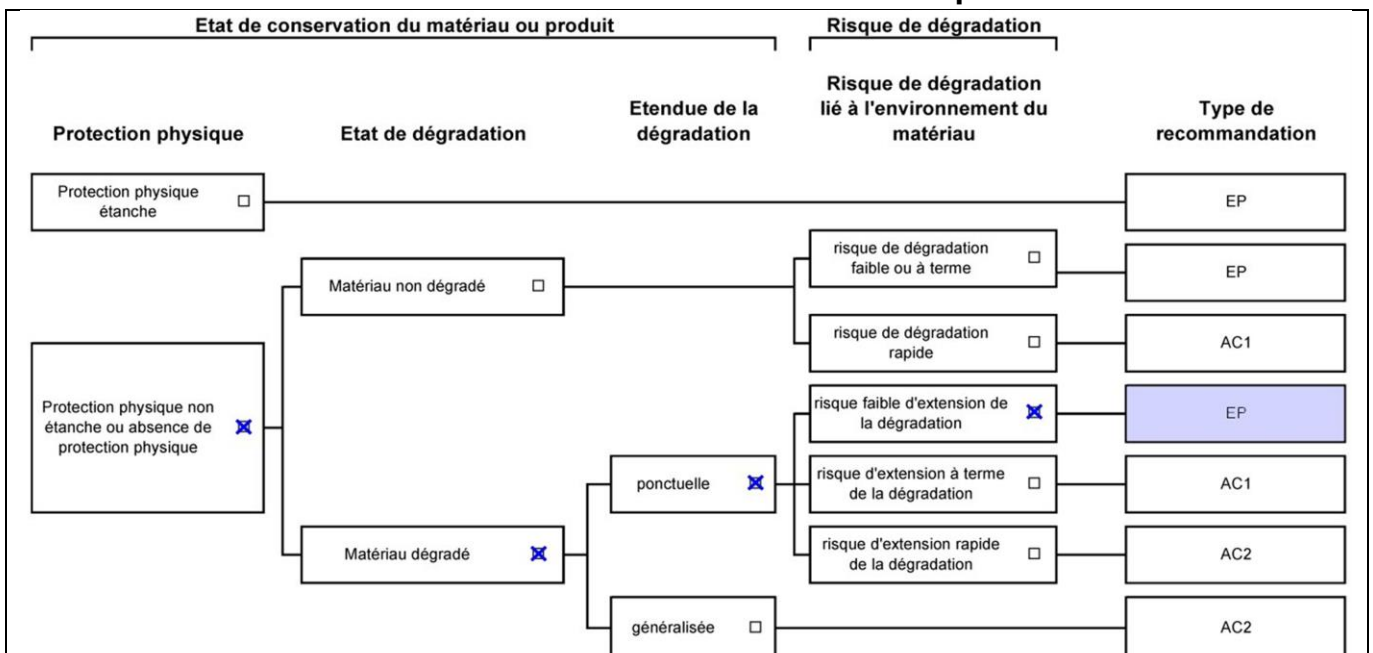 Etat de conservation du matériau ou produit
Risque de dégradation
Protection physique
Etat de dégradation
Etendue de la
dégradation
Risque de dégradation
lié à l'environnement du
matériau
Type de
recommandation
Protection physique
étanche
EP
risque de dégradation
faible ou à terme
EP
Matériau non dégradé
risque de dégradation
rapide
AC1
Protection physique non
étanche ou absence de
protection physique
risque faible d'extension de
la dégradation
EP
ponctuelle
risque d'extension à terme
de la dégradation
AC1
Matériau dégradé
risque d'extension rapide
de la dégradation
AC2
généralisée
AC2